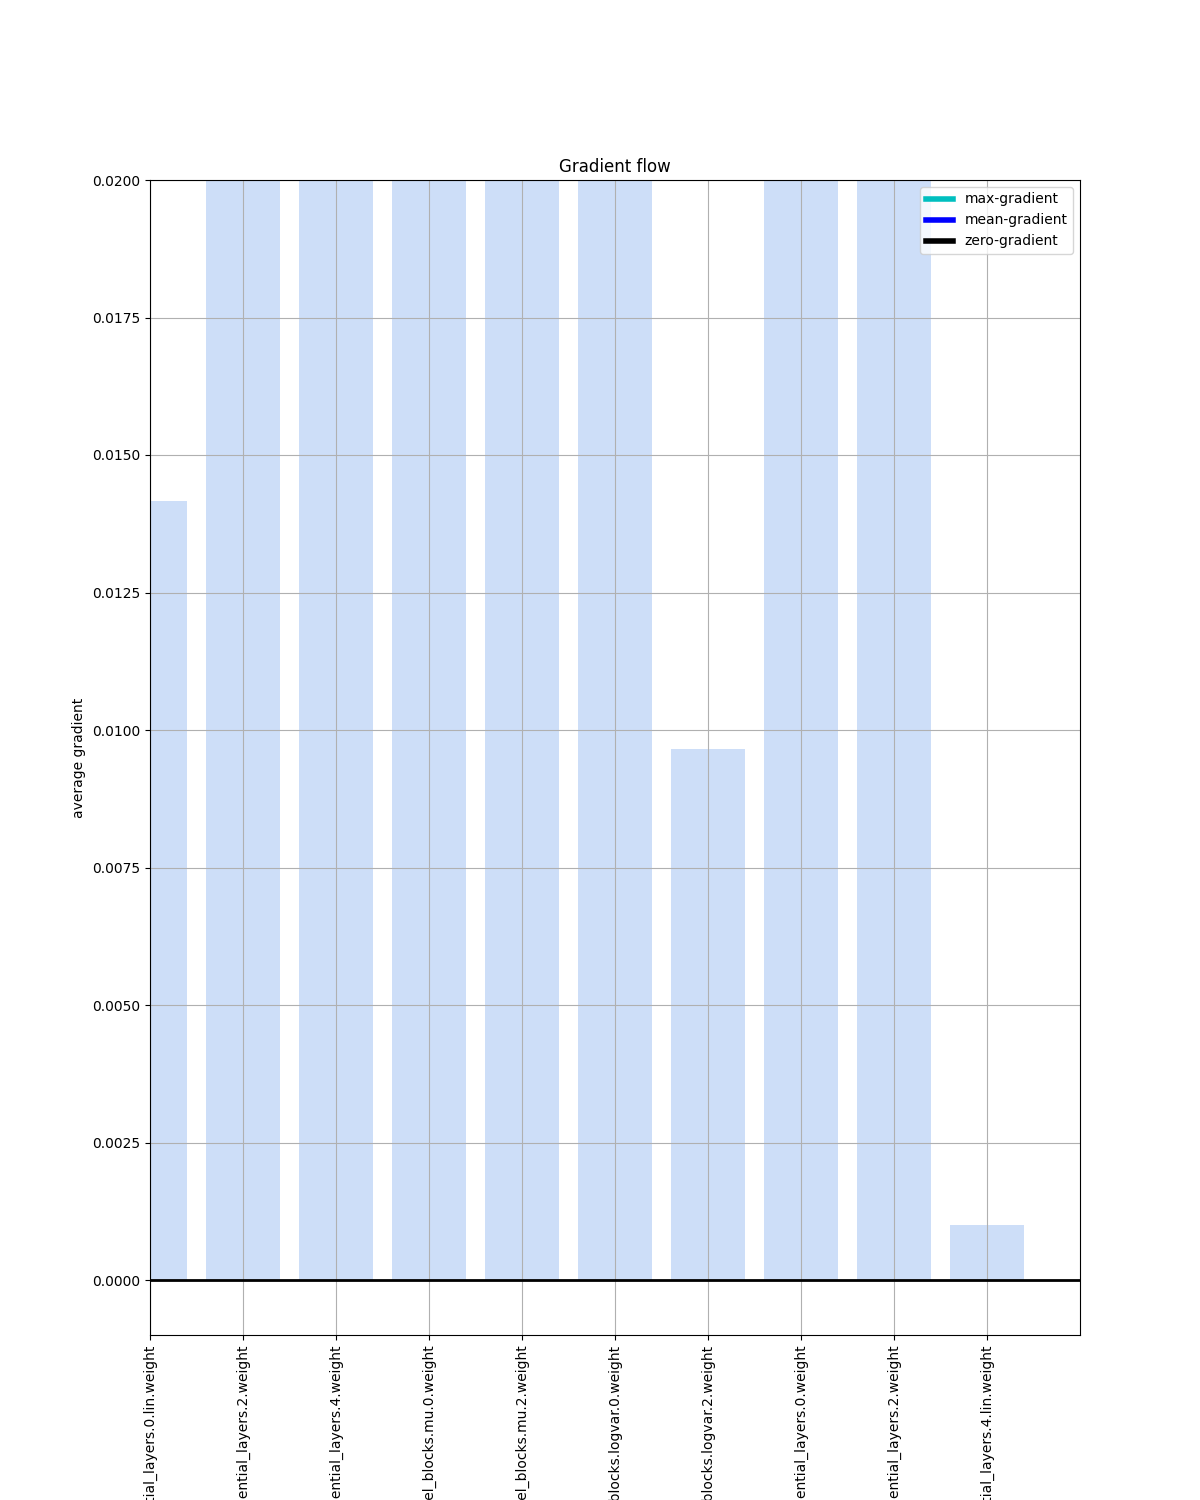 Gradient flow
max-gradient
mean-gradient
zero-gradient
average gradient
0.0200
0.0175
0.0150
0.0125
0.0100
0.0075
0.0050
0.0025
0.0000
tial_layers.0.lin.weight
ential_layers.2.weight
ential_layers.4.weight
el_blocks.mu.0.weight
el_blocks.mu.2.weight
blocks.logvar.0.weight
blocks.logvar.2.weight
ential_layers.0.weight
ential_layers.2.weight
tial_layers.4.lin.weight